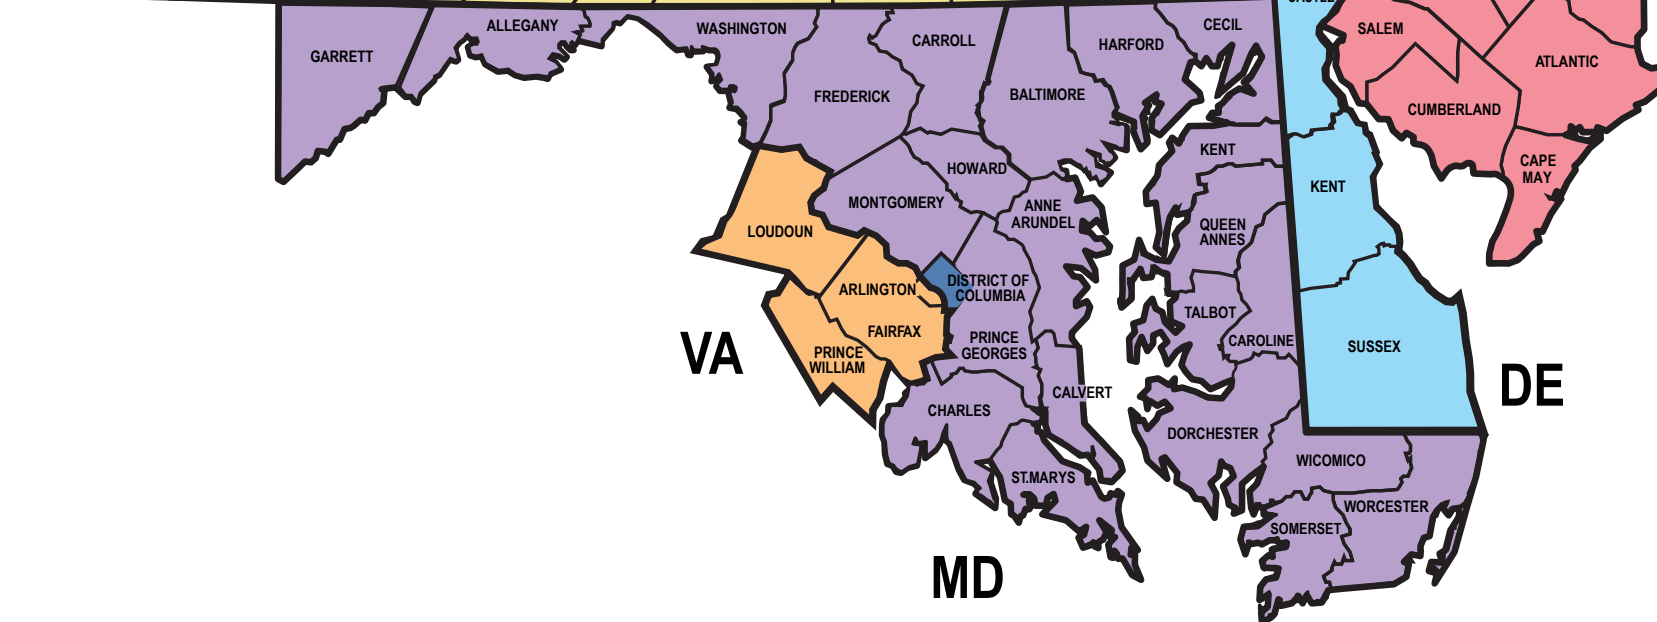 CASTLE
ALLEGANY
WASHINGTON
CECIL
SALEM
GARRETT
CARROLL
HARFORD
ATLANTIC
FREDERICK
BALTIMORE
CUMBERLAND
KENT
CAPE
MAY
HOWARD
KENT
MONTGOMERY
ANNE
ARUNDEL
LOUDOUN
QUEEN
ANNES
ARLINGTON
DISTRICT OF
COLUMBIA
TALBOT
FAIRFAX
PRINCE
GEORGES
CAROLINE
SUSSEX
VA
PRINCE
WILLIAM
DE
CALVERT
CHARLES
DORCHESTER
WICOMICO
ST.MARYS
WORCESTER
SOMERSET
MD